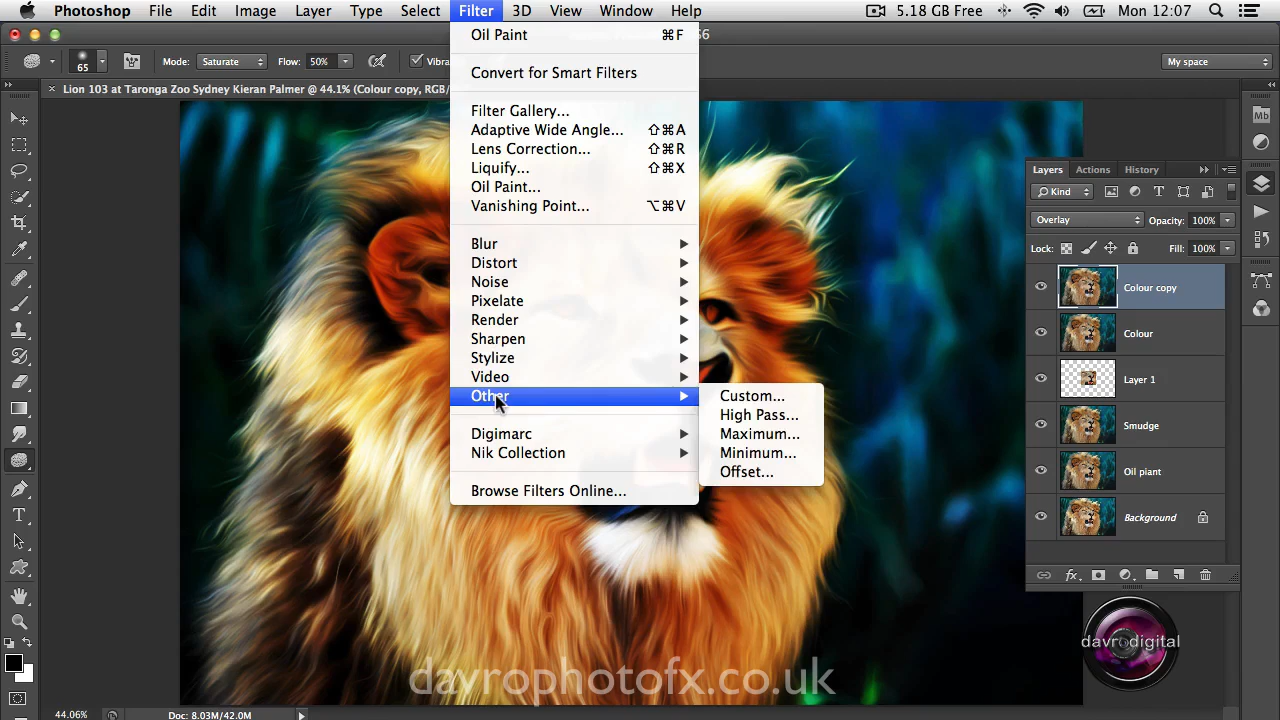 Photoshop File Edit Image Layer Type Select Filter 3D View Window Help 5.18 GB Free Mon 12:07
65 Mode: Saturate Flow: 50% Vibra My space
Lion 103 at Taronga Zoo Sydney Kieran Palmer @ 44.1% (Colour copy, RGB/
Oil Paint ⌘F
Convert for Smart Filters
Filter Gallery...
Adaptive Wide Angle... ⇧⌘A
Lens Correction... ⇧⌘R
Liquify... ⇧⌘X
Oil Paint...
Vanishing Point... ⌥⌘V
Blur
Distort
Noise
Pixelate
Render
Sharpen
Stylize
Video
Other
Digimarc
Nik Collection
Browse Filters Online...
Custom...
High Pass...
Maximum...
Minimum...
Offset...
Mb
Layers Actions History
Kind
Overlay Opacity: 100%
Lock: Fill: 100%
Colour copy
Colour
Layer 1
Smudge
Oil piant
Background
fx
davrodigital
davrophotofx.co.uk
44.06% Doc: 8.03M/42.0M